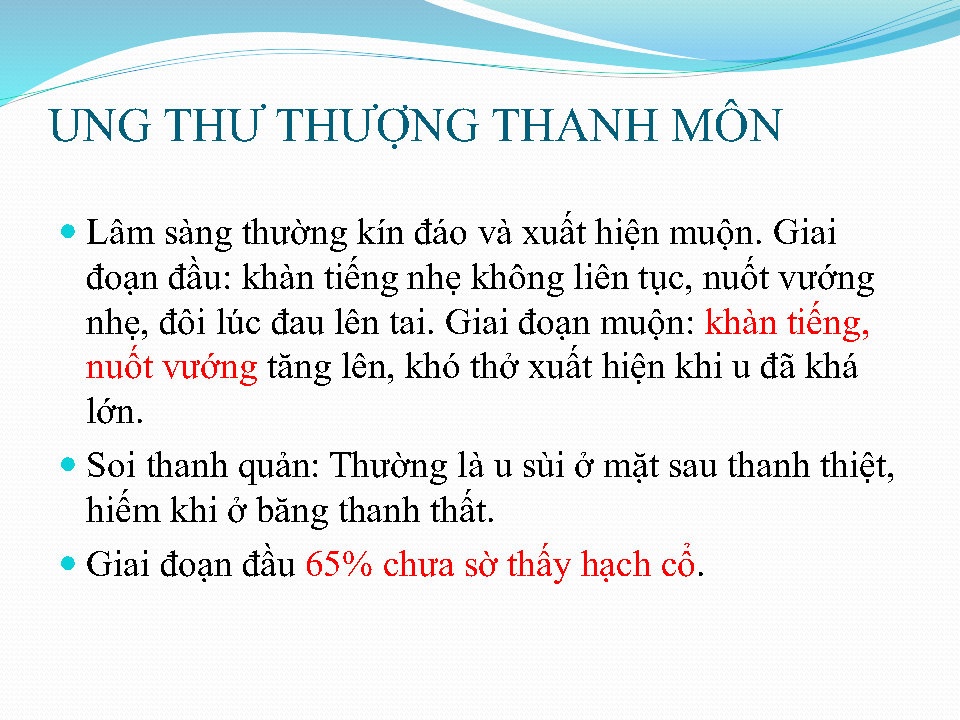 UNG THƯ THƯỢNG THANH MÔN
Lâm sàng thường kín đáo và xuất hiện muộn. Giai
đoạn đầu: khàn tiếng nhẹ không liên tục, nuốt vướng
nhẹ, đôi lúc đau lên tai. Giai đoạn muộn: khàn tiếng,
nuốt vướng tăng lên, khó thở xuất hiện khi u đã khá
lớn.
Soi thanh quản: Thường là u sùi ở mặt sau thanh thiệt,
hiếm khi ở băng thanh thất.
Giai đoạn đầu 65% chưa sờ thấy hạch cổ.